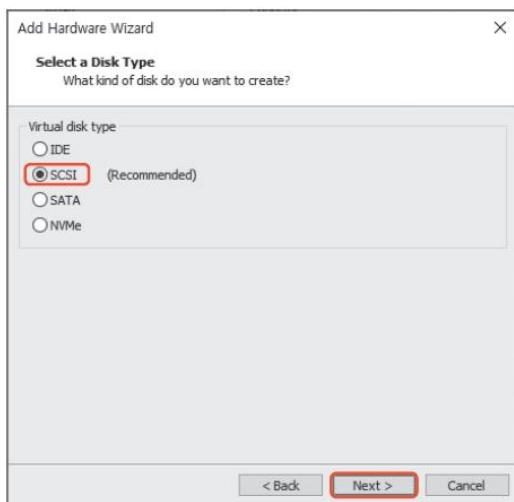 Add Hardware Wizard
Select a Disk Type
What kind of disk do you want to create?
Virtual disk type
IDE
SCSI (Recommended)
SATA
NVMe
< Back Next > Cancel